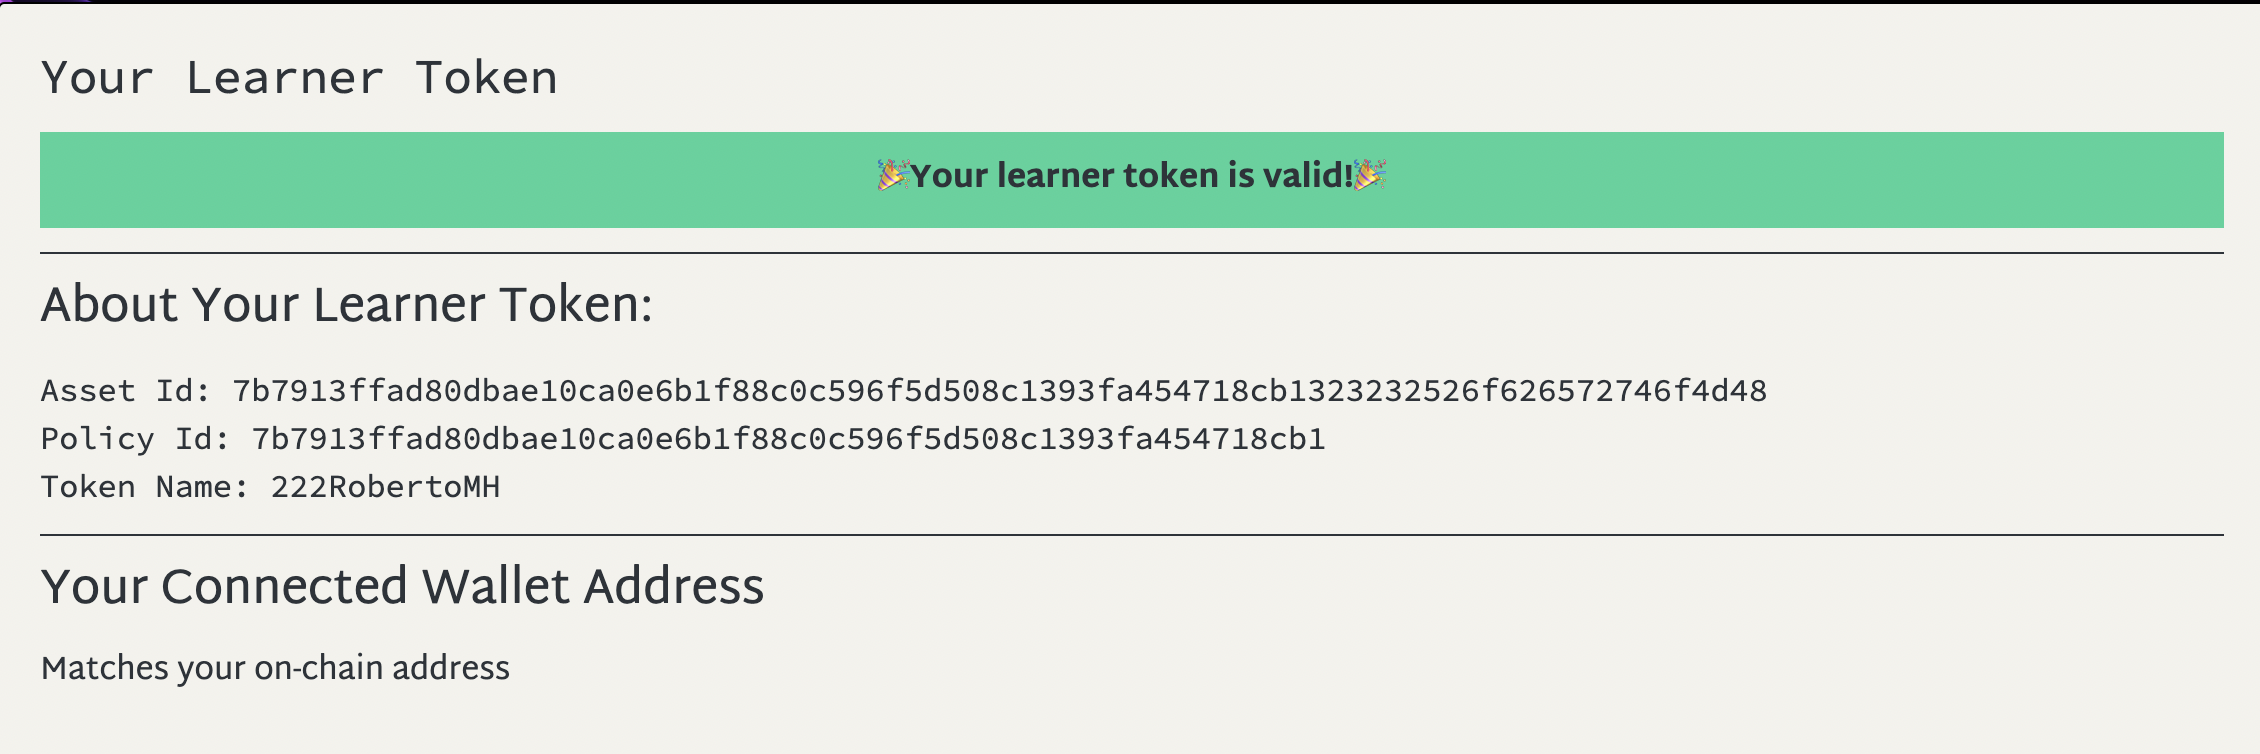 Your Learner Token
🎉Your learner token is valid!🎉
About Your Learner Token:
Asset Id: 7b7913ffad80dbae10ca0e6b1f88c0c596f5d508c1393fa454718cb1323232526f626572746f4d48
Policy Id: 7b7913ffad80dbae10ca0e6b1f88c0c596f5d508c1393fa454718cb1
Token Name: 222RobertoMH
Your Connected Wallet Address
Matches your on-chain address